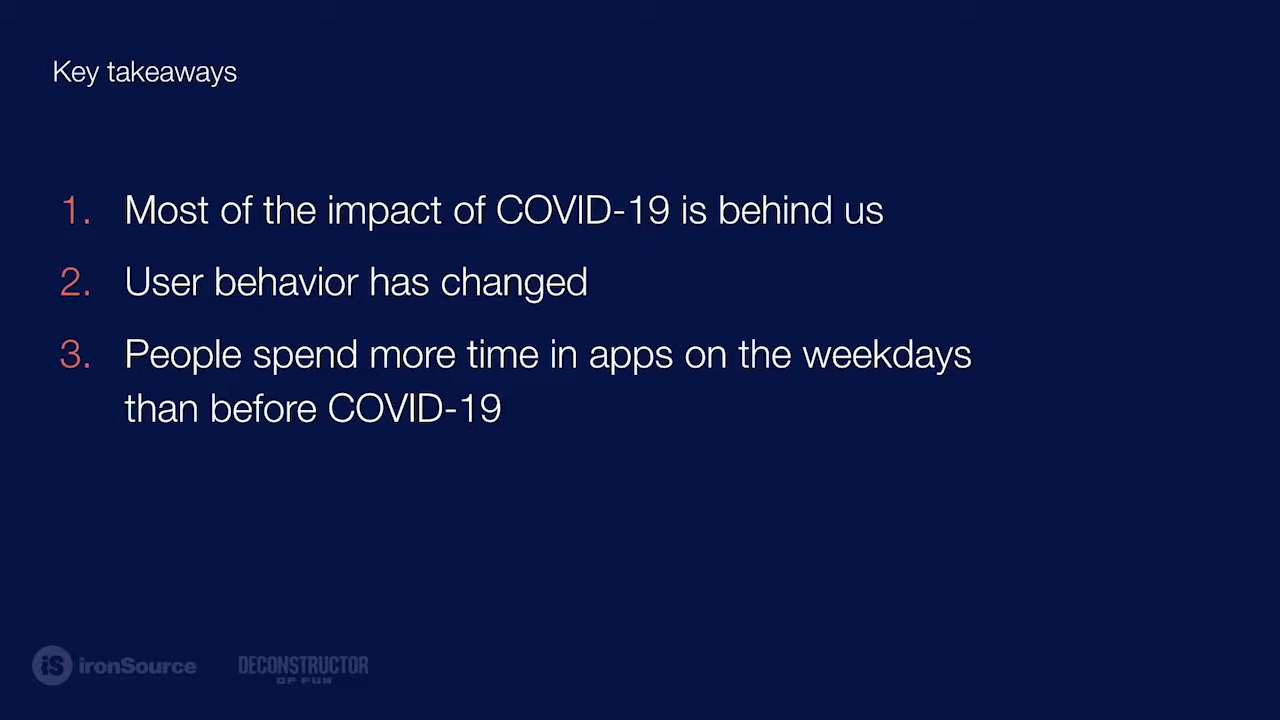 Key takeaways
1. Most of the impact of COVID-19 is behind us
2. User behavior has changed
3. People spend more time in apps on the weekdays
than before COVID-19
iS ironSource DECONSTRUCTOR
OF FUN